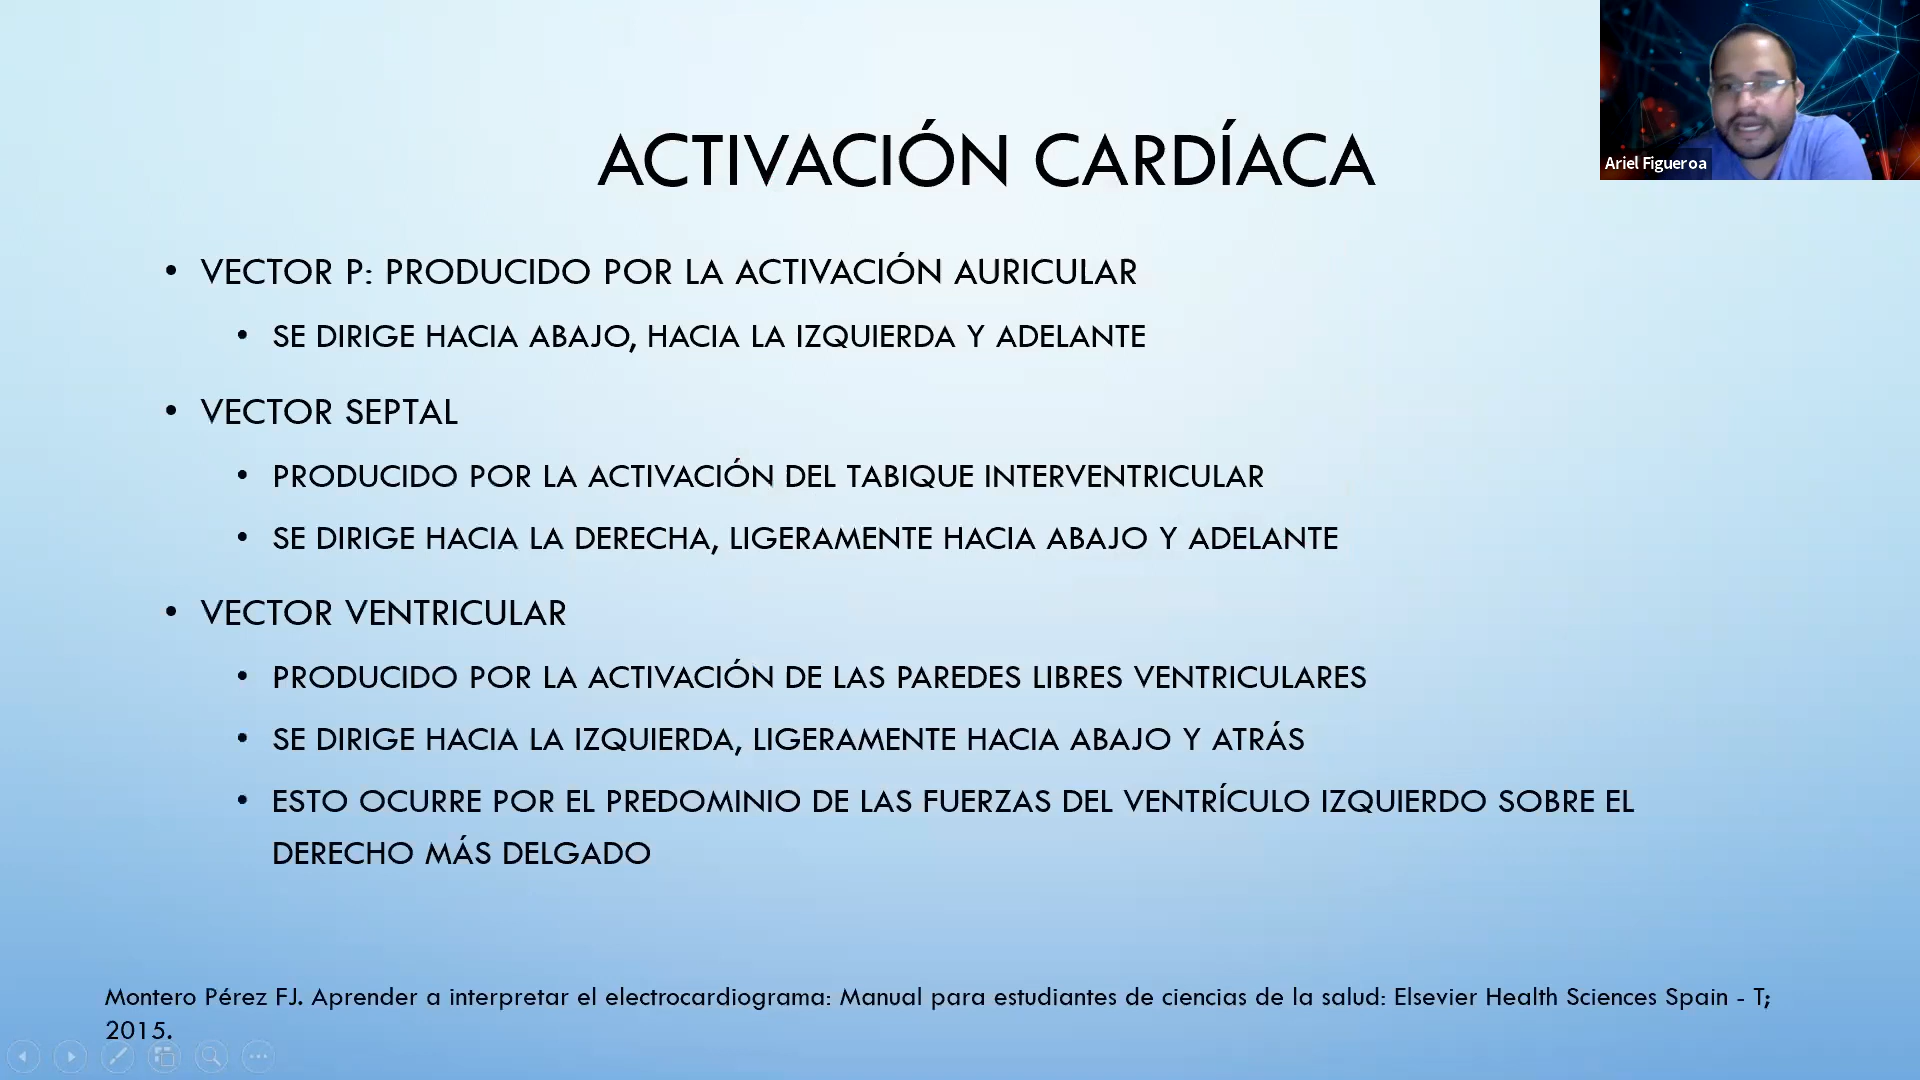 ACTIVACIÓN CARDÍACA
Ariel Figueroa
• VECTOR P: PRODUCIDO POR LA ACTIVACIÓN AURICULAR
• SE DIRIGE HACIA ABAJO, HACIA LA IZQUIERDA Y ADELANTE
• VECTOR SEPTAL
• PRODUCIDO POR LA ACTIVACIÓN DEL TABIQUE INTERVENTRICULAR
• SE DIRIGE HACIA LA DERECHA, LIGERAMENTE HACIA ABAJO Y ADELANTE
• VECTOR VENTRICULAR
• PRODUCIDO POR LA ACTIVACIÓN DE LAS PAREDES LIBRES VENTRICULARES
• SE DIRIGE HACIA LA IZQUIERDA, LIGERAMENTE HACIA ABAJO Y ATRÁS
• ESTO OCURRE POR EL PREDOMINIO DE LAS FUERZAS DEL VENTRÍCULO IZQUIERDO SOBRE EL
DERECHO MÁS DELGADO
Montero Pérez FJ. Aprender a interpretar el electrocardiograma: Manual para estudiantes de ciencias de la salud: Elsevier Health Sciences Spain - T;
2015.